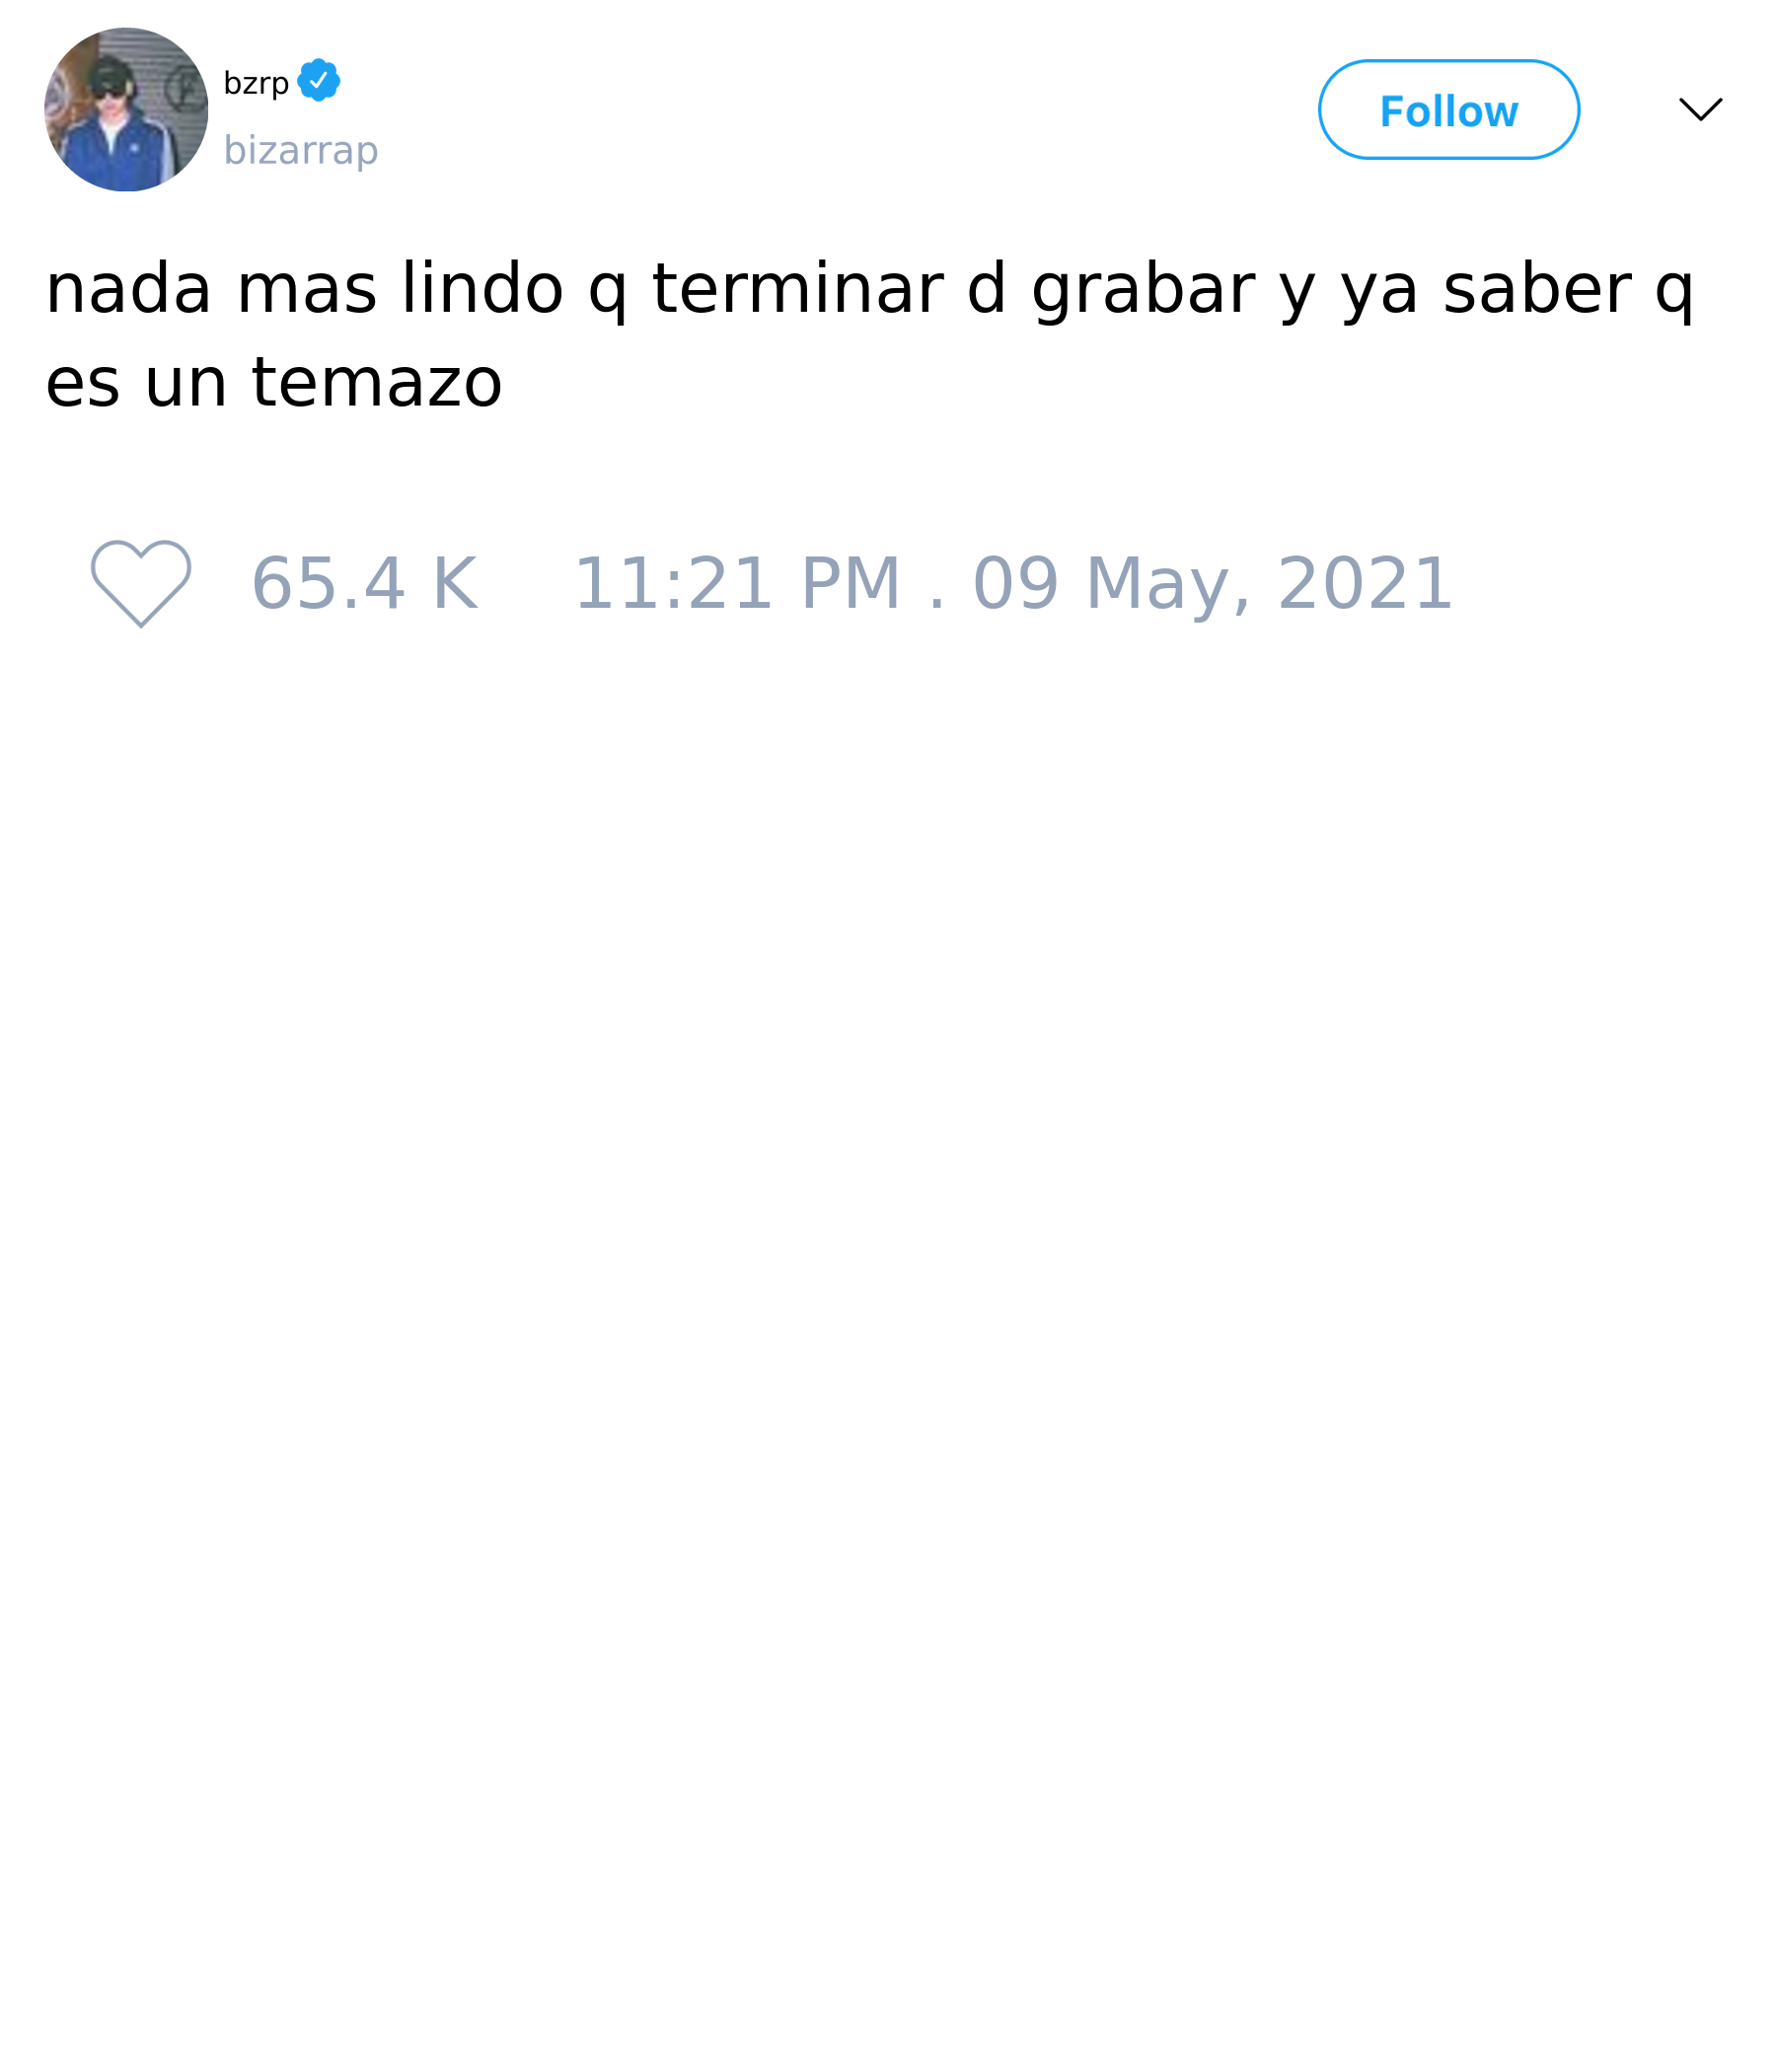 bzrp
bizarrap
Follow
nada mas lindo q terminar d grabar y ya saber q
es un temazo
65.4 K 11:21 PM . 09 May, 2021